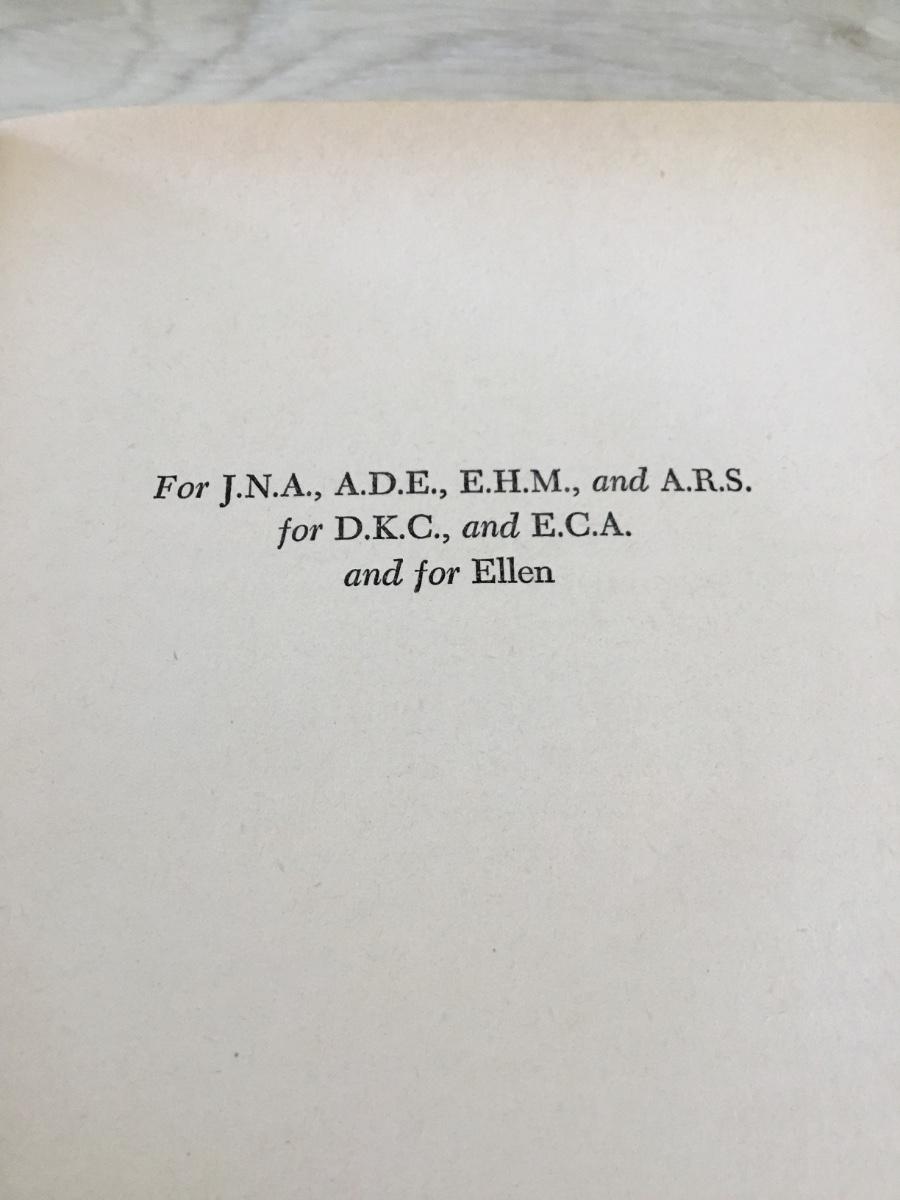 For J.N.A., A.D.E., E.H.M., and A.R.S.
for D.K.C., and E.C.A.
and for Ellen